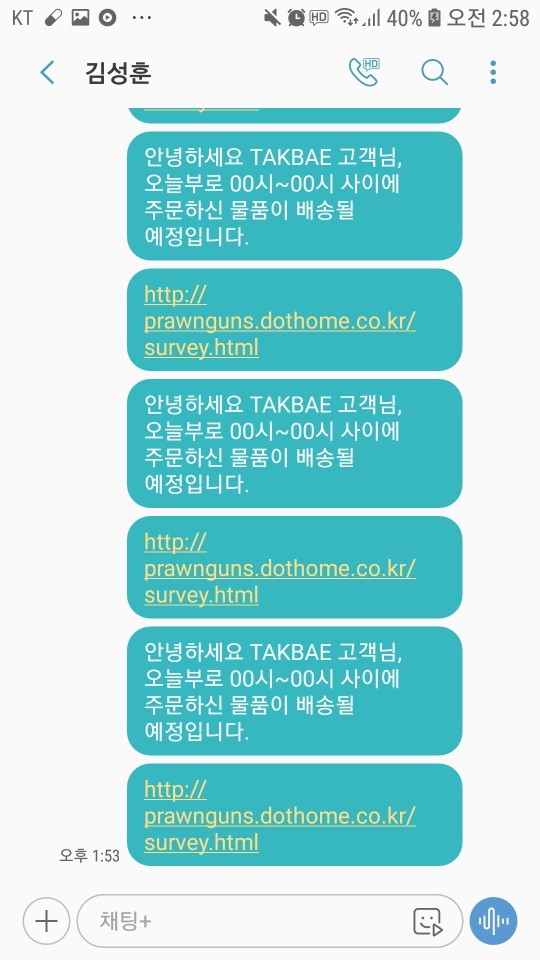 KT HD 40% 오전 2:58
김성훈 HD
안녕하세요 TAKBAE 고객님,
오늘부로 00시~00시 사이에
주문하신 물품이 배송될
예정입니다.
http://
prawnguns.dothome.co.kr/
survey.html
안녕하세요 TAKBAE 고객님,
오늘부로 00시~00시 사이에
주문하신 물품이 배송될
예정입니다.
http://
prawnguns.dothome.co.kr/
survey.html
안녕하세요 TAKBAE 고객님,
오늘부로 00시~00시 사이에
주문하신 물품이 배송될
예정입니다.
http://
prawnguns.dothome.co.kr/
survey.html
오후 1:53
채팅+